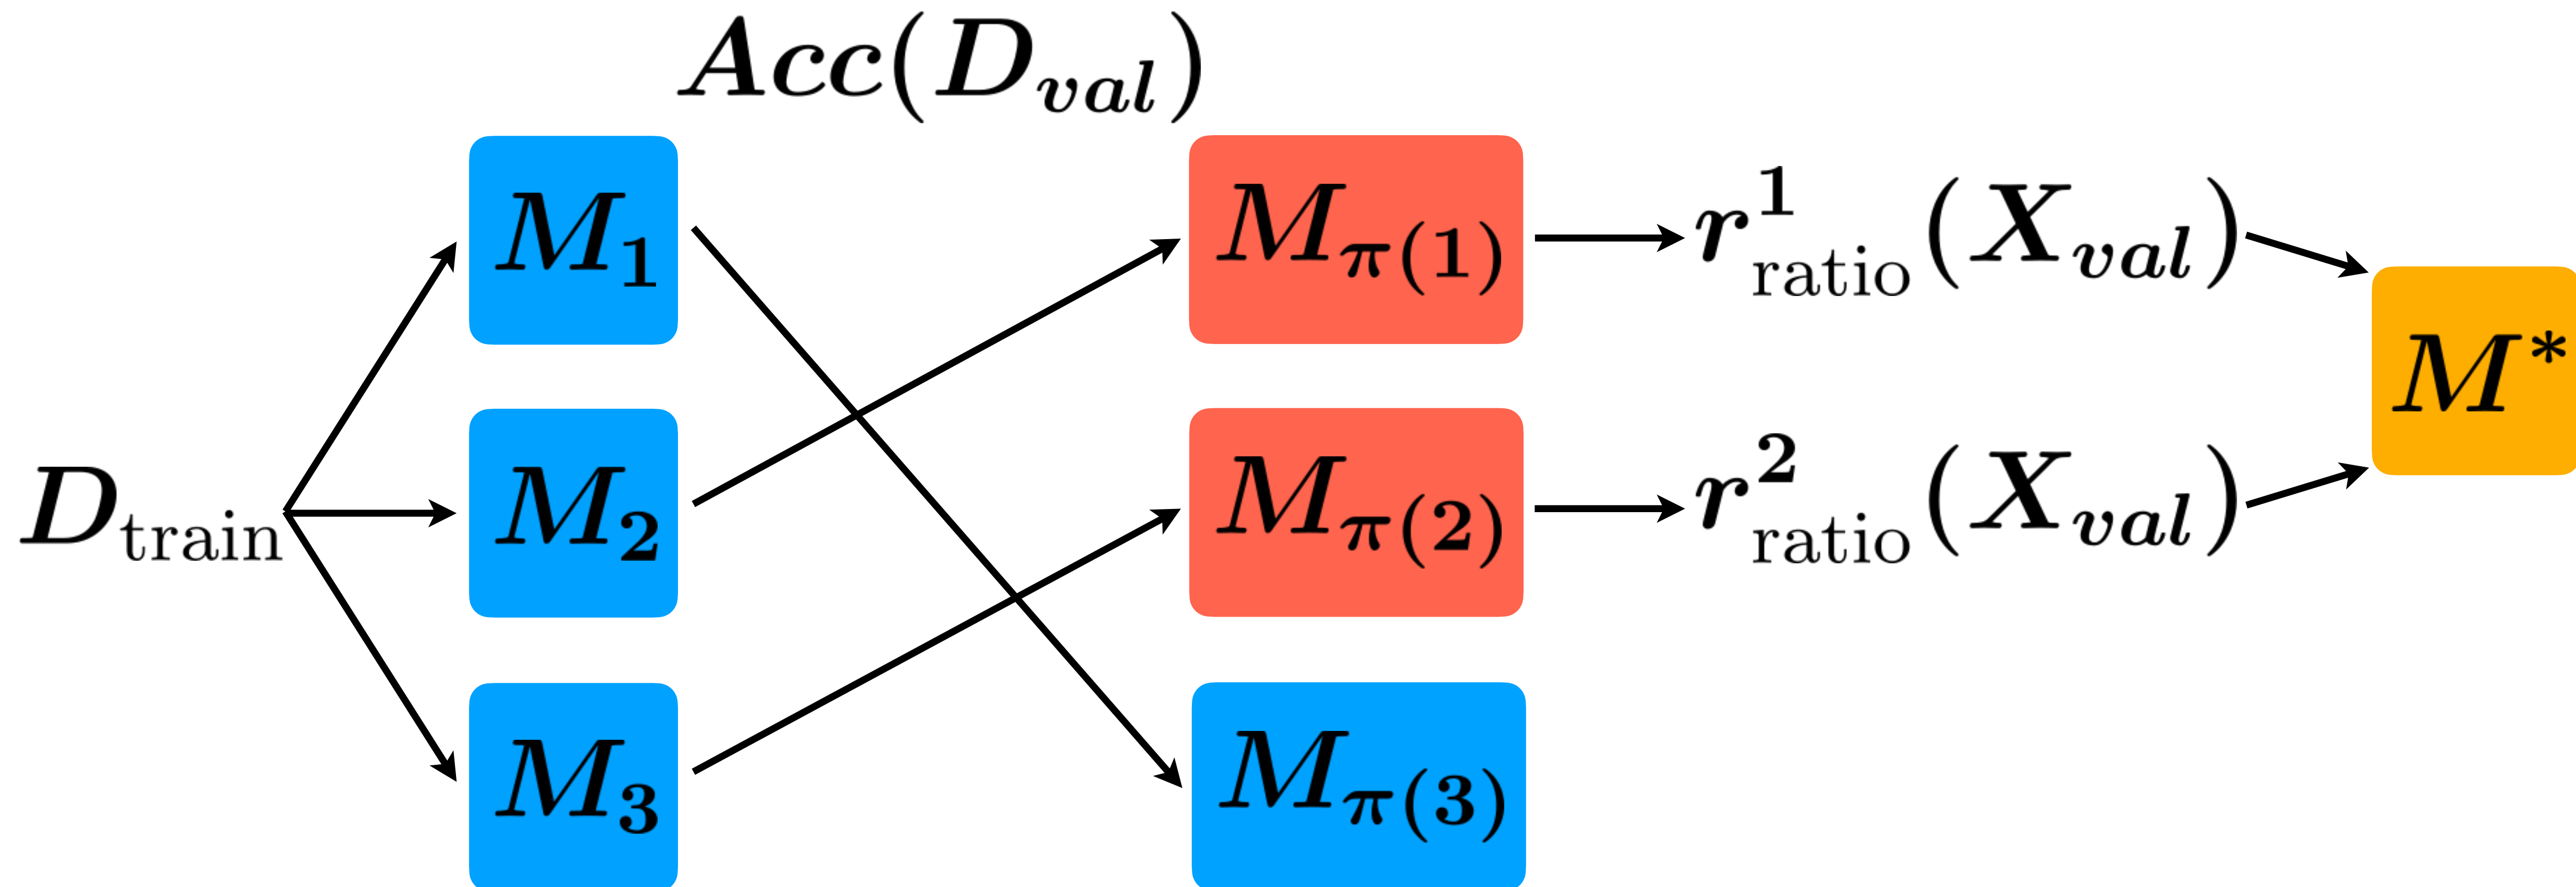 Acc(D_val)
M_1 M_π(1) r^1_ratio(X_val)
M*
D_train M_2 M_π(2) r^2_ratio(X_val)
M_3 M_π(3)